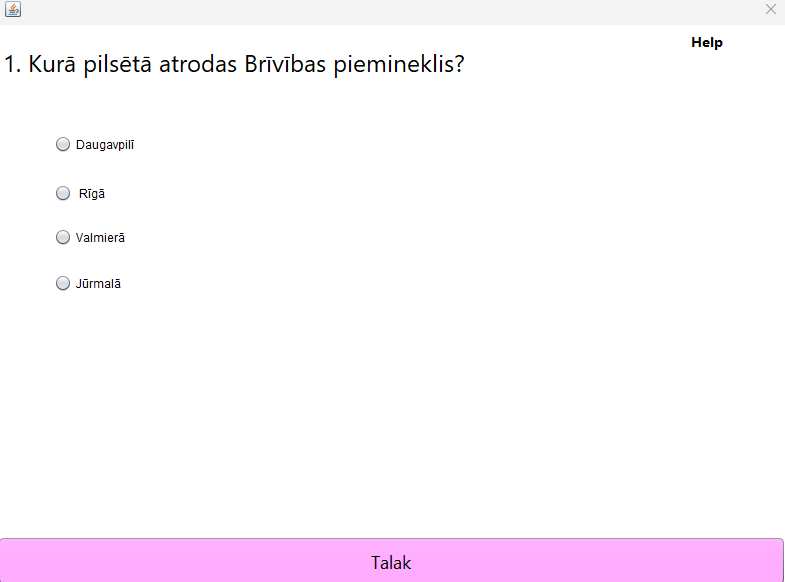 Help
1. Kurā pilsētā atrodas Brīvības piemineklis?
Daugavpilī
Rīgā
Valmierā
Jūrmalā
Talak